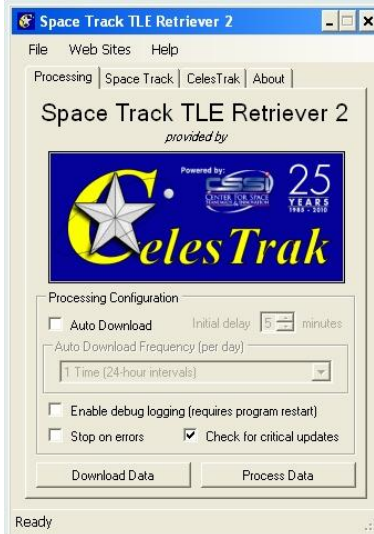 Space Track TLE Retriever 2
File Web Sites Help
Processing Space Track CelesTrak About
Space Track TLE Retriever 2
provided by
Powered by:
CSSI
CENTER FOR SPACE
STANDARDS & INNOVATION
25
YEARS
1985 - 2010
CelesTrak
Processing Configuration
Auto Download Initial delay 5 minutes
Auto Download Frequency (per day)
1 Time (24-hour intervals)
Enable debug logging (requires program restart)
Stop on errors Check for critical updates
Download Data Process Data
Ready